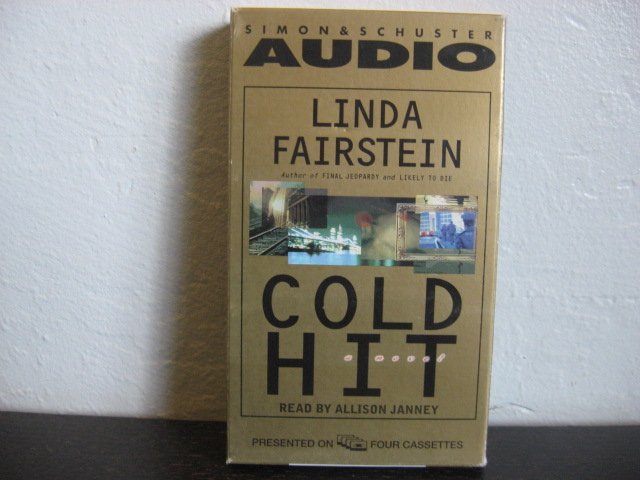 SIMON & SCHUSTER
AUDIO
LINDA
FAIRSTEIN
Author of FINAL JEOPARDY and LIKELY TO DIE
COLD
HIT
a novel
READ BY ALLISON JANNEY
PRESENTED ON FOUR CASSETTES